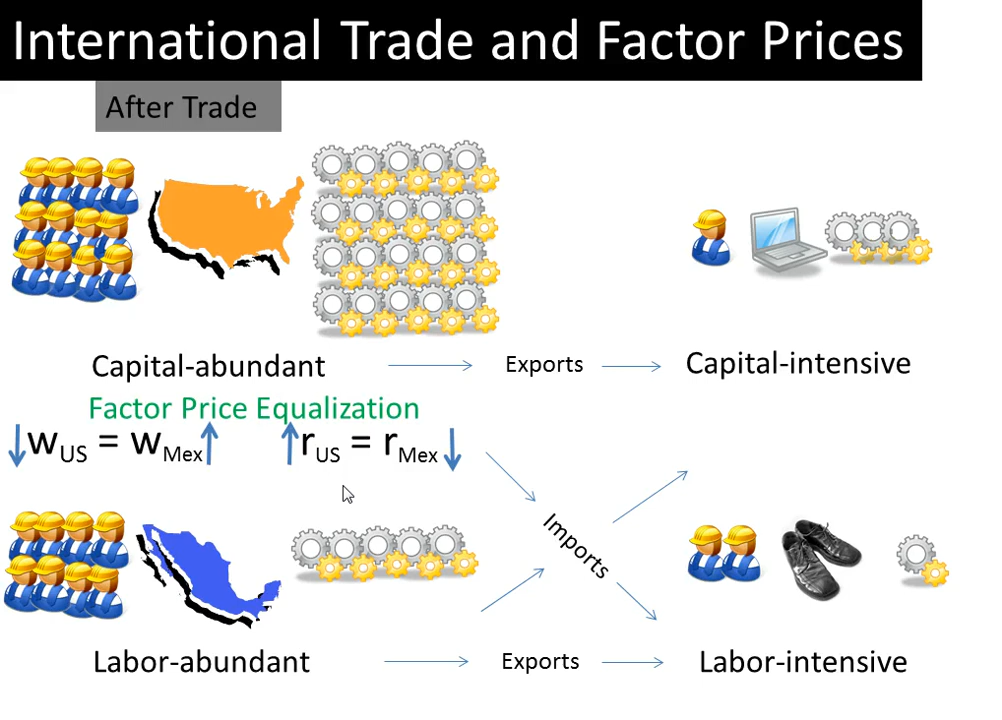 International Trade and Factor Prices
After Trade
Capital-abundant
Exports
Capital-intensive
Factor Price Equalization
↓w_US = w_Mex↑ ↑r_US = r_Mex↓
Imports
Labor-abundant
Exports
Labor-intensive